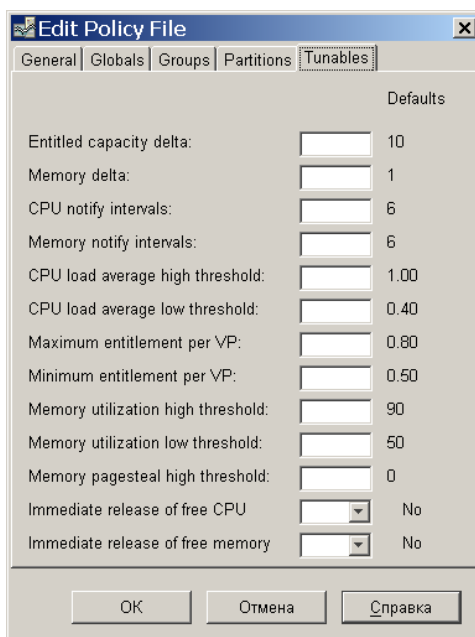 Edit Policy File
General Globals Groups Partitions Tunables
Defaults
Entitled capacity delta: 10
Memory delta: 1
CPU notify intervals: 6
Memory notify intervals: 6
CPU load average high threshold: 1.00
CPU load average low threshold: 0.40
Maximum entitlement per VP: 0.80
Minimum entitlement per VP: 0.50
Memory utilization high threshold: 90
Memory utilization low threshold: 50
Memory pagesteal high threshold: 0
Immediate release of free CPU No
Immediate release of free memory No
OK Отмена Справка